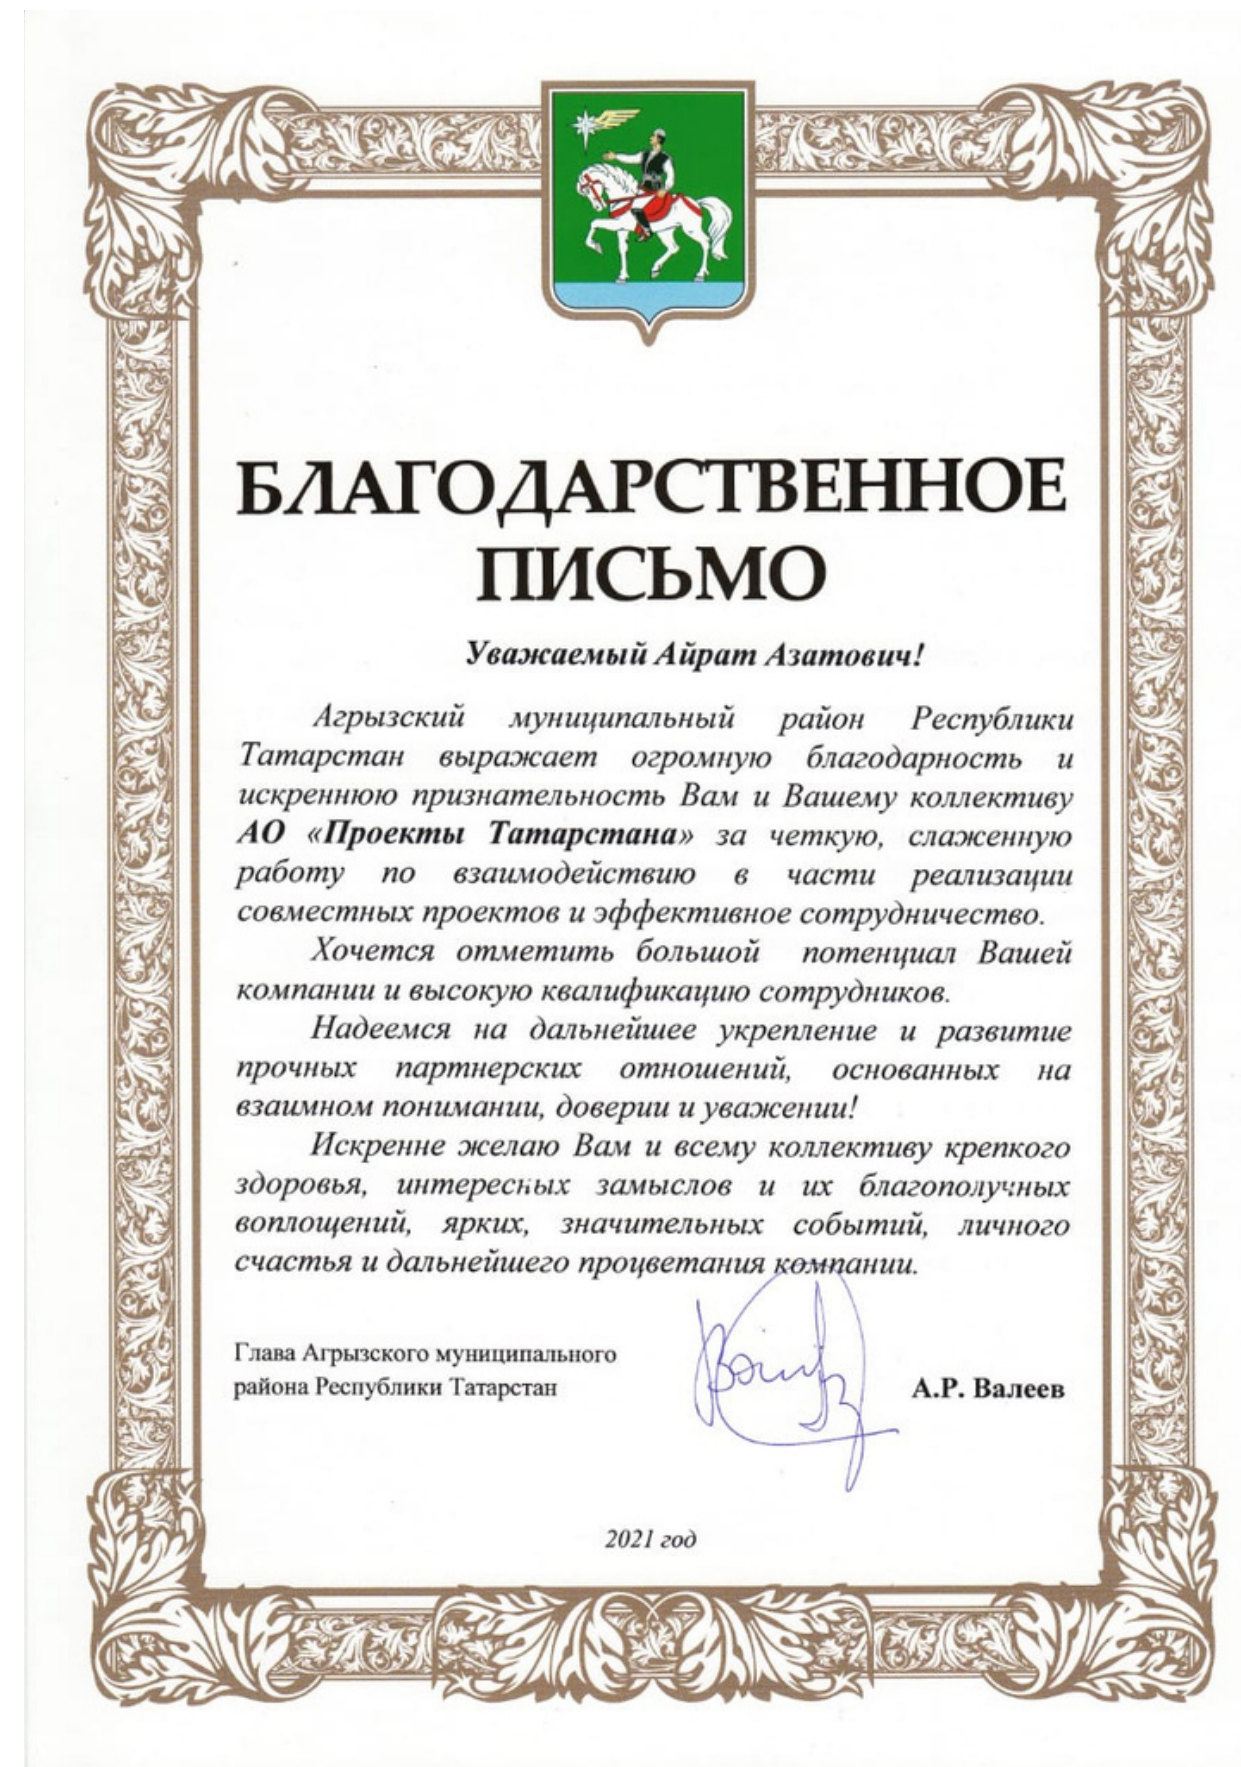 БЛАГОДАРСТВЕННОЕ
ПИСЬМО
Уважаемый Айрат Азатович!
Агрызский муниципальный район Республики
Татарстан выражает огромную благодарность и
искреннюю признательность Вам и Вашему коллективу
АО «Проекты Татарстана» за четкую, слаженную
работу по взаимодействию в части реализации
совместных проектов и эффективное сотрудничество.
Хочется отметить большой потенциал Вашей
компании и высокую квалификацию сотрудников.
Надеемся на дальнейшее укрепление и развитие
прочных партнерских отношений, основанных на
взаимном понимании, доверии и уважении!
Искренне желаю Вам и всему коллективу крепкого
здоровья, интересных замыслов и их благополучных
воплощений, ярких, значительных событий, личного
счастья и дальнейшего процветания компании.
Глава Агрызского муниципального
района Республики Татарстан
А.Р. Валеев
2021 год